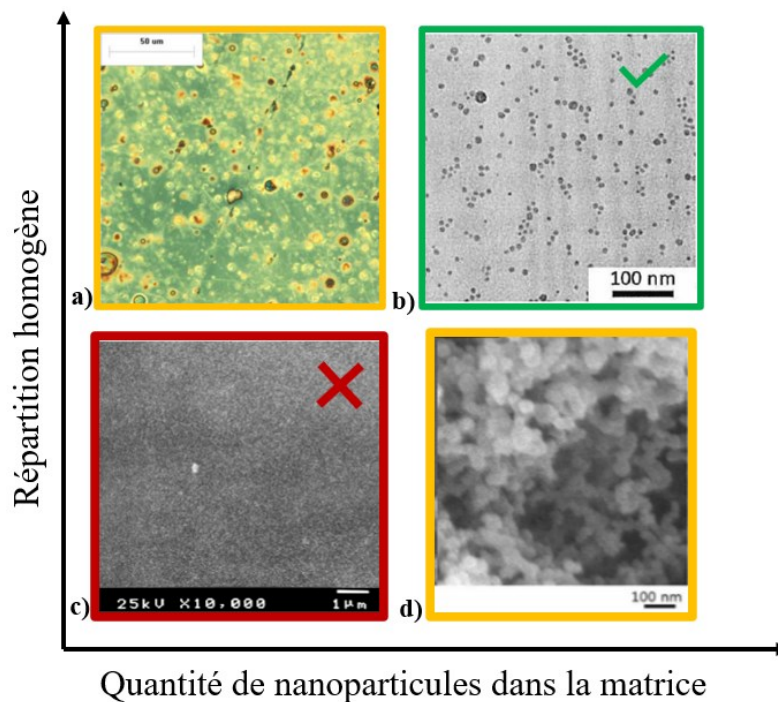 50 um
a)
b)
100 nm
Répartition homogène
25kV X10,000 1μm
c)
d)
100 nm
Quantité de nanoparticules dans la matrice